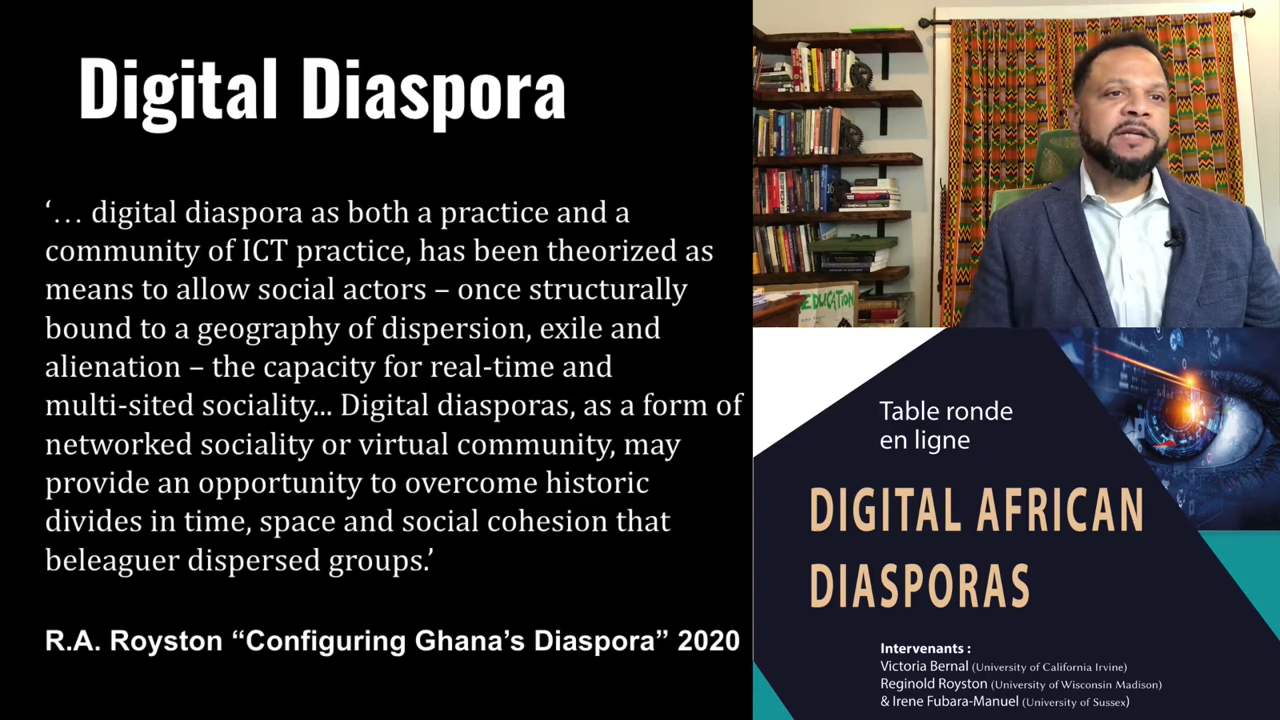 Digital Diaspora
‘… digital diaspora as both a practice and a
community of ICT practice, has been theorized as
means to allow social actors – once structurally
bound to a geography of dispersion, exile and
alienation – the capacity for real-time and
multi-sited sociality... Digital diasporas, as a form of
networked sociality or virtual community, may
provide an opportunity to overcome historic
divides in time, space and social cohesion that
beleaguer dispersed groups.’
R.A. Royston “Configuring Ghana’s Diaspora” 2020
EDUCATION
Table ronde
en ligne
DIGITAL AFRICAN
DIASPORAS
Intervenants :
Victoria Bernal (University of California Irvine)
Reginold Royston (University of Wisconsin Madison)
& Irene Fubara-Manuel (University of Sussex)